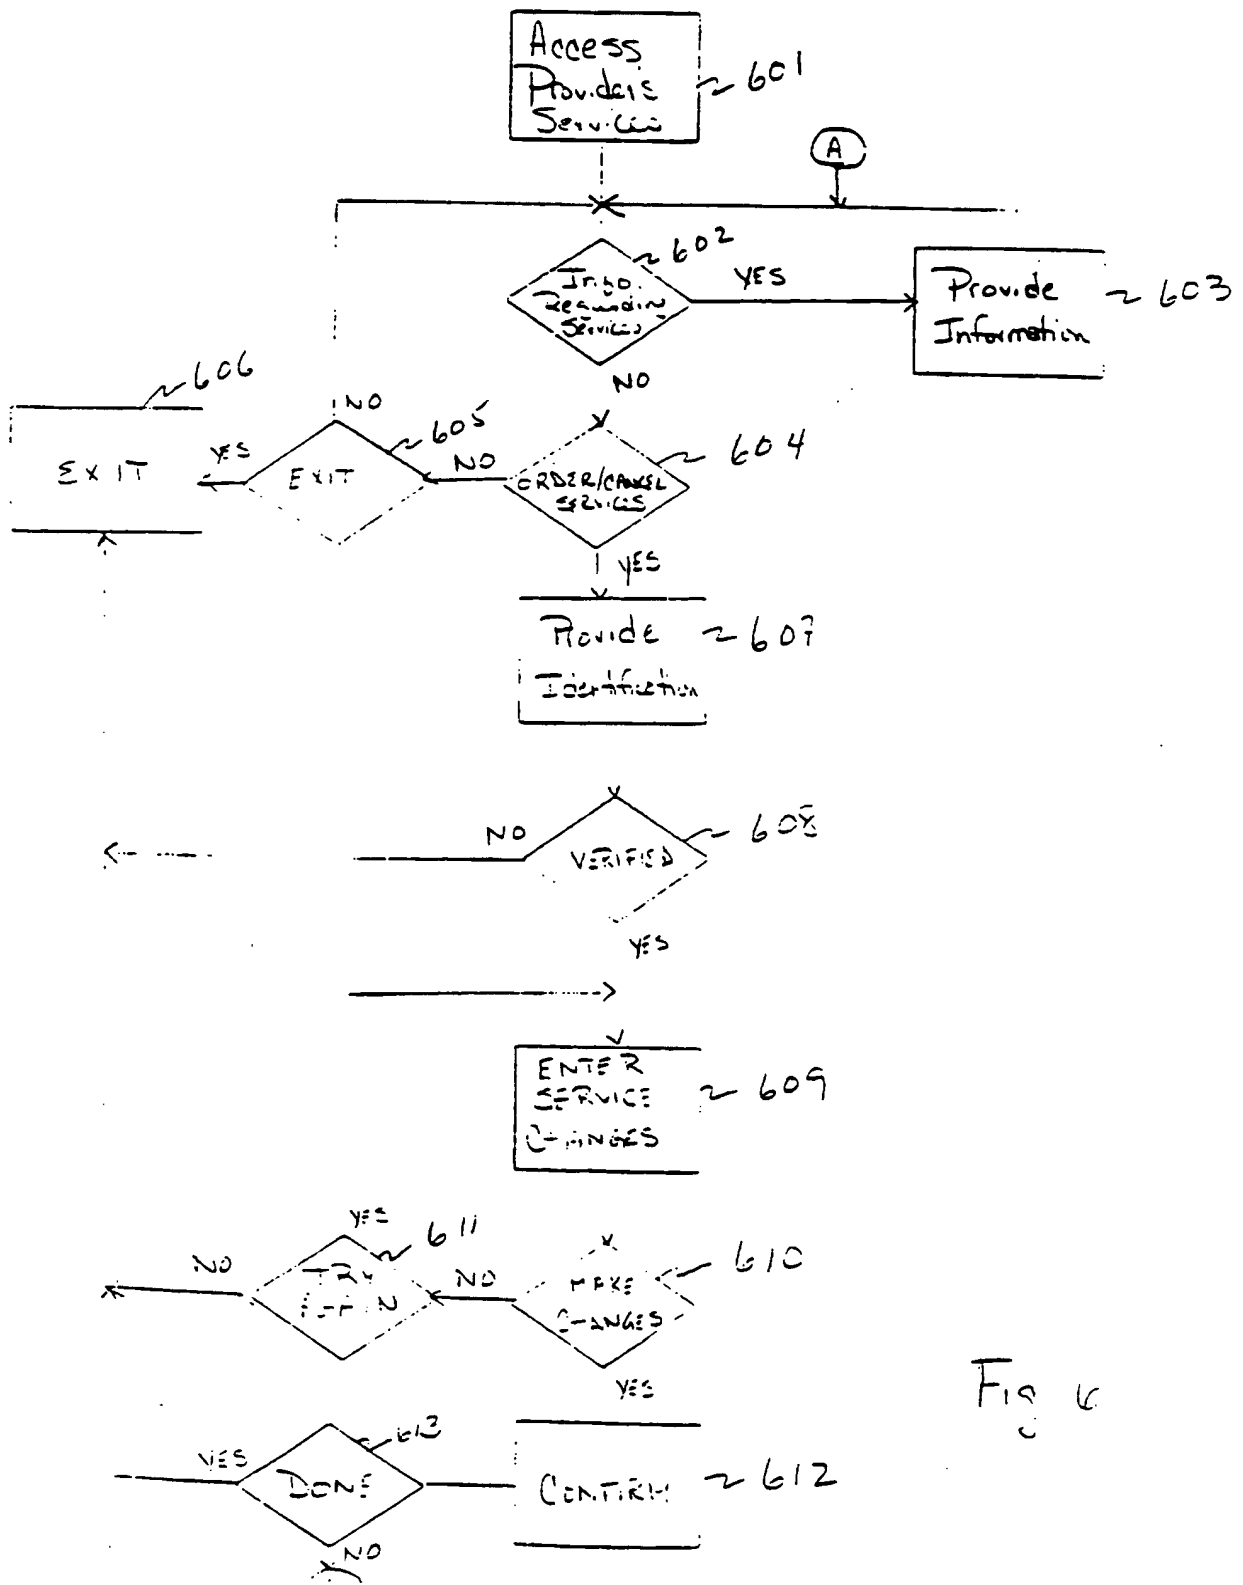 Access
Provider's
Services
601
A
602
Info.
Regarding
Services
YES
Provide
Information
603
NO
606
NO
605
604
EXIT
YES
EXIT
NO
ORDER/CANCEL
SERVICES
YES
Provide
Identification
607
NO
608
VERIFIED
YES
ENTER
SERVICE
CHANGES
609
YES
611
610
NO
TRY
NO
MAKE
CHANGES
YES
Fig 6
613
YES
DONE
CONFIRM
612
NO